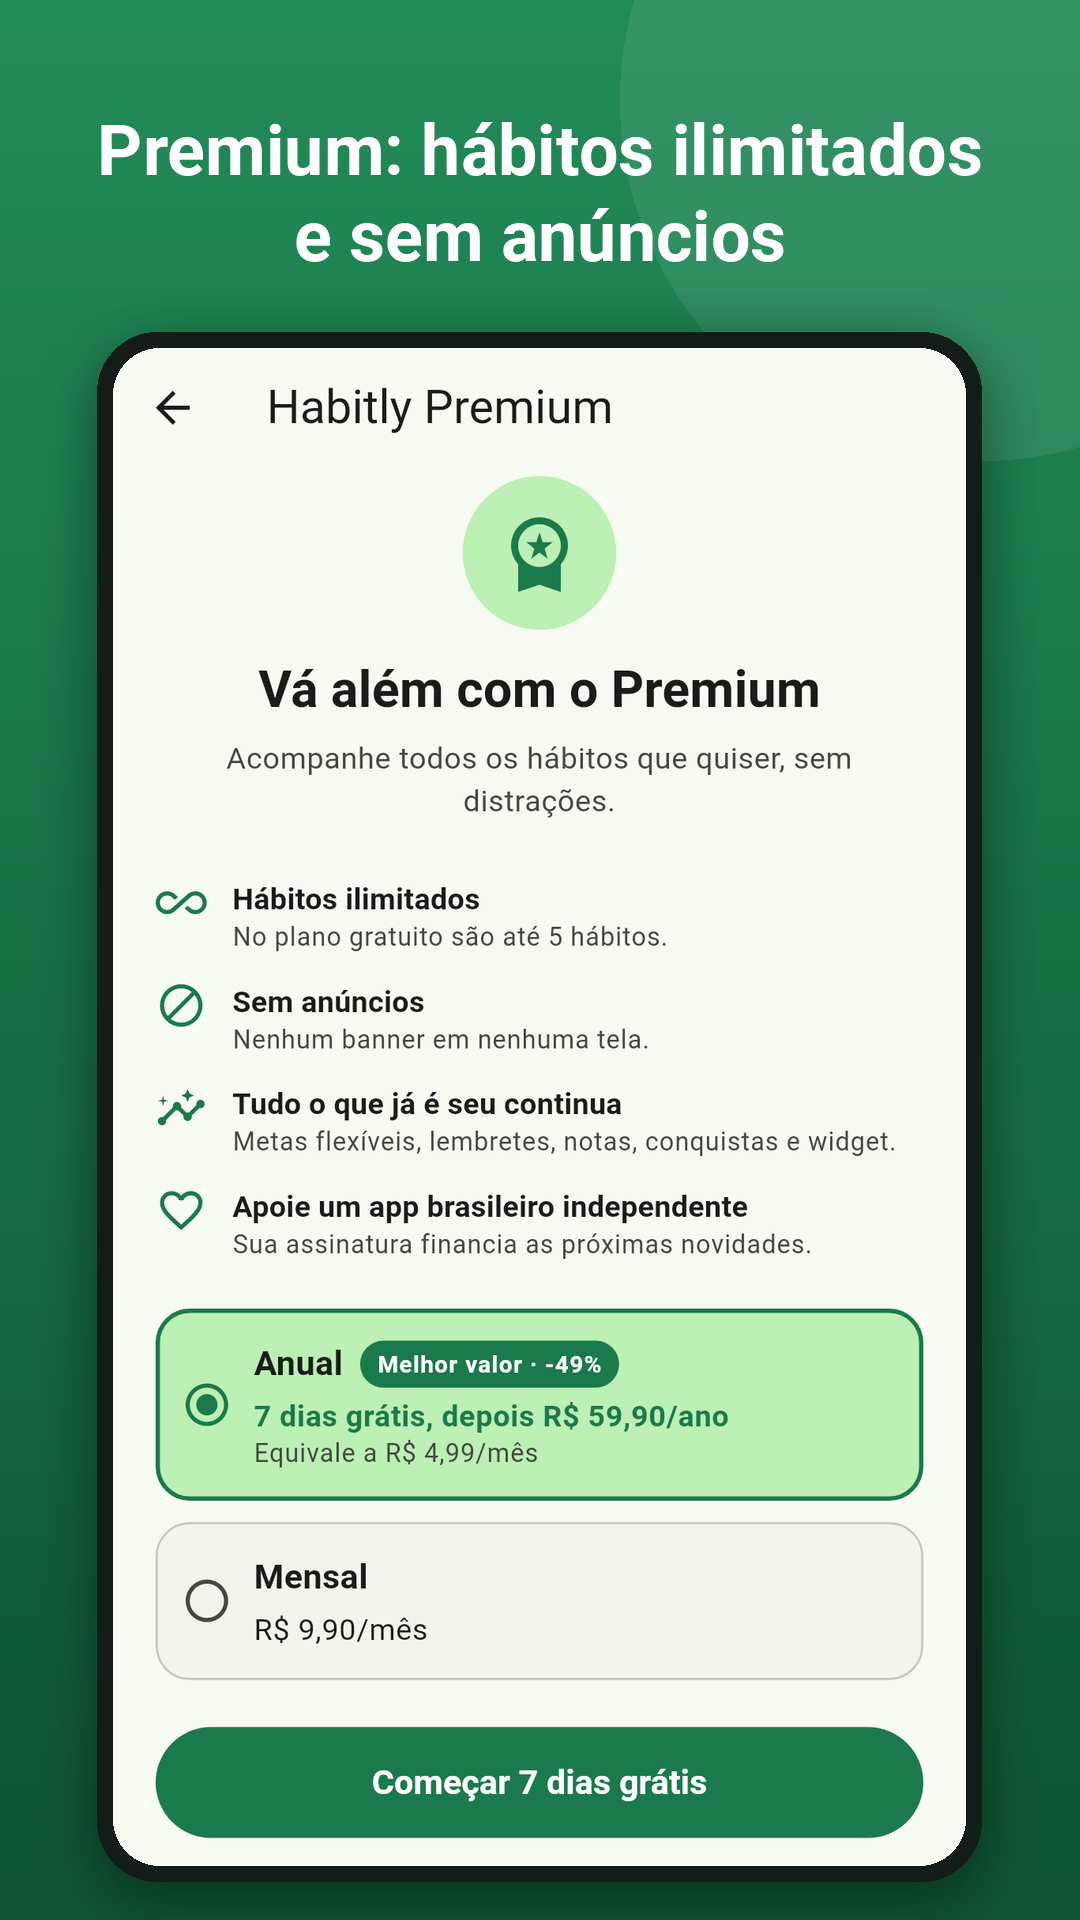 Premium: hábitos ilimitados
e sem anúncios
Habitly Premium
Vá além com o Premium
Acompanhe todos os hábitos que quiser, sem
distrações.
Hábitos ilimitados
No plano gratuito são até 5 hábitos.
Sem anúncios
Nenhum banner em nenhuma tela.
Tudo o que já é seu continua
Metas flexíveis, lembretes, notas, conquistas e widget.
Apoie um app brasileiro independente
Sua assinatura financia as próximas novidades.
Anual Melhor valor · -49%
7 dias grátis, depois R$ 59,90/ano
Equivale a R$ 4,99/mês
Mensal
R$ 9,90/mês
Começar 7 dias grátis